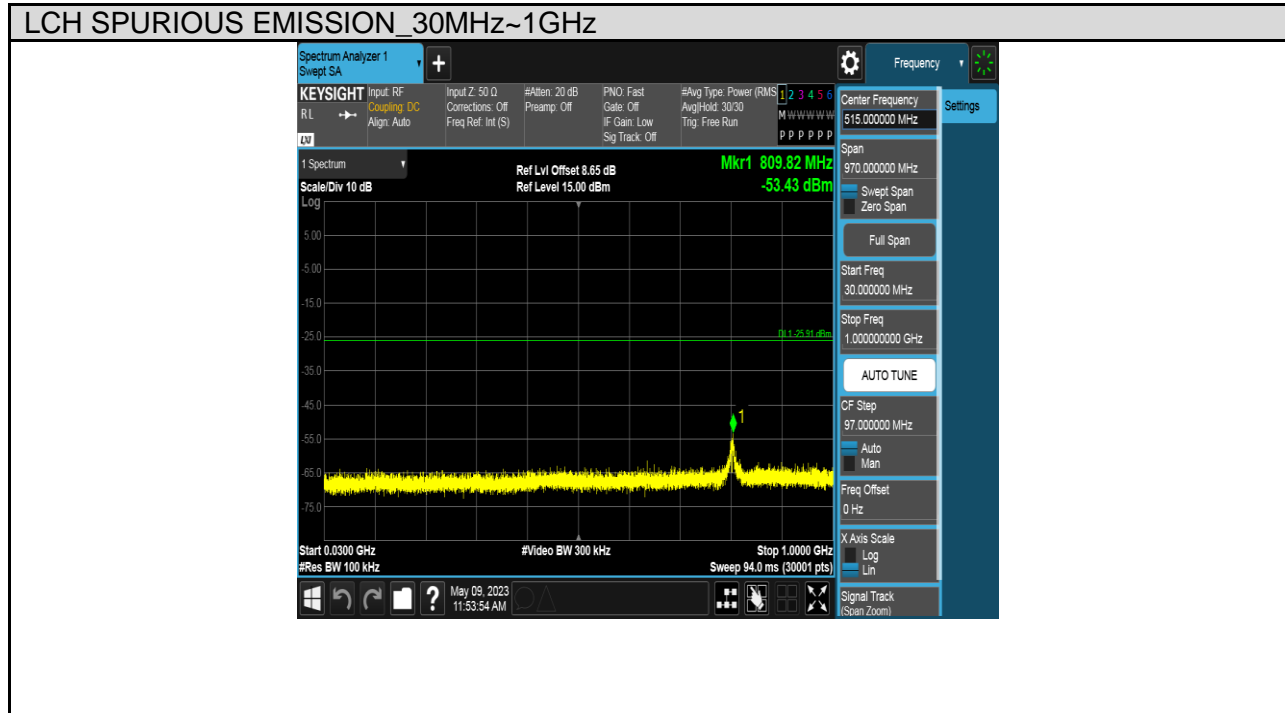 LCH SPURIOUS EMISSION_30MHz~1GHz
Spectrum Analyzer 1
Swept SA
+
Frequency
KEYSIGHT
RL
LXI
Input: RF
Coupling: DC
Align: Auto
Input Z: 50 Ω
Corrections: Off
Freq Ref: Int (S)
#Atten: 20 dB
Preamp: Off
PNO: Fast
Gate: Off
IF Gain: Low
Sig Track: Off
#Avg Type: Power (RMS
Avg|Hold: 30/30
Trig: Free Run
1 2 3 4 5 6
M W W W W W
P P P P P P
Center Frequency
515.000000 MHz
Settings
1 Spectrum
Scale/Div 10 dB
Ref Lvl Offset 8.65 dB
Ref Level 15.00 dBm
Mkr1 809.82 MHz
-53.43 dBm
Span
970.000000 MHz
Swept Span
Zero Span
Full Span
Start Freq
30.000000 MHz
Stop Freq
1.000000000 GHz
AUTO TUNE
CF Step
97.000000 MHz
Auto
Man
Freq Offset
0 Hz
X Axis Scale
Log
Lin
Signal Track
(Span Zoom)
Log
5.00
-5.00
-15.0
-25.0
DL1 -25.91 dBm
-35.0
-45.0
1
-55.0
-65.0
-75.0
Start 0.0300 GHz
#Res BW 100 kHz
#Video BW 300 kHz
Stop 1.0000 GHz
Sweep 94.0 ms (30001 pts)
?
May 09, 2023
11:53:54 AM